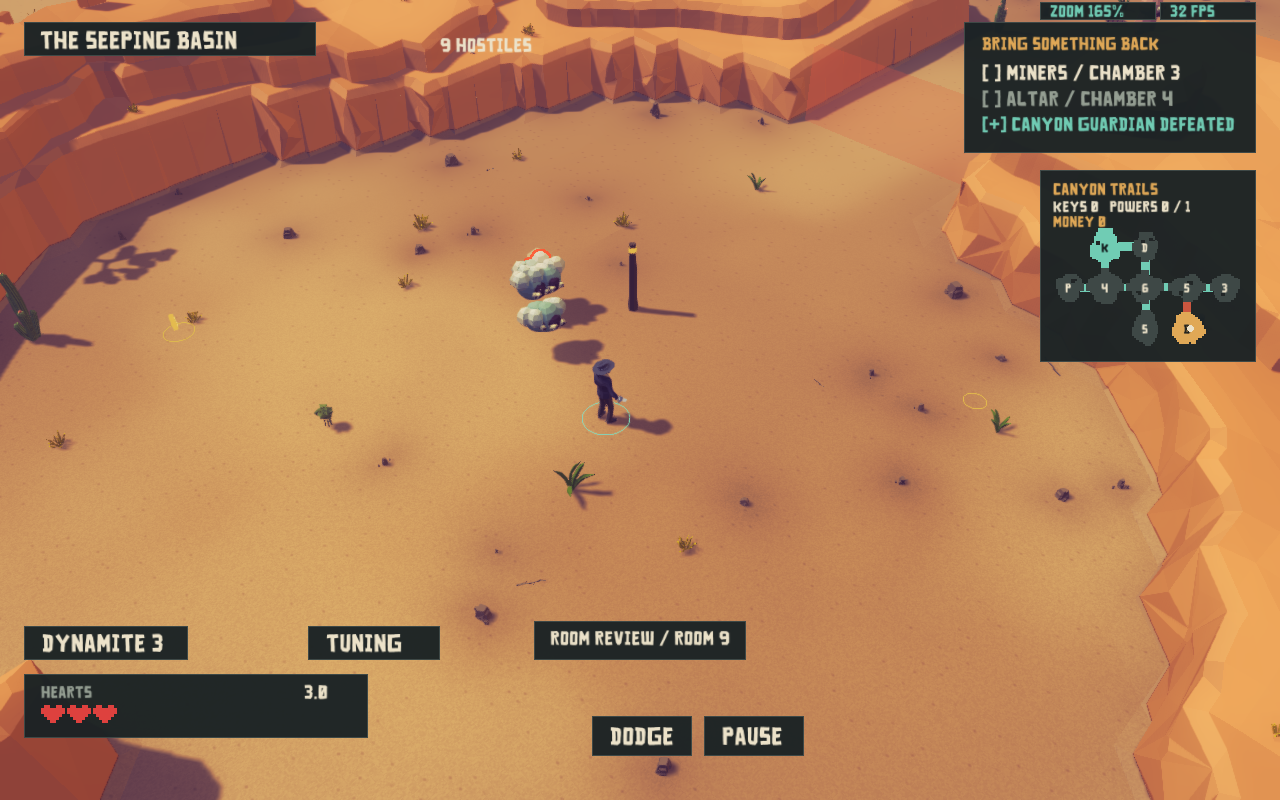 ZOOM 165%
32 FPS
THE SEEPING BASIN
9 HOSTILES
BRING SOMETHING BACK
[ ] MINERS / CHAMBER 3
[ ] ALTAR / CHAMBER 4
[+] CANYON GUARDIAN DEFEATED
CANYON TRAILS
KEYS 0 POWERS 0 / 1
MONEY 0
K D
P 4 6 5 3
S
DYNAMITE 3
TUNING
ROOM REVIEW / ROOM 9
HEARTS
3.0
DODGE
PAUSE